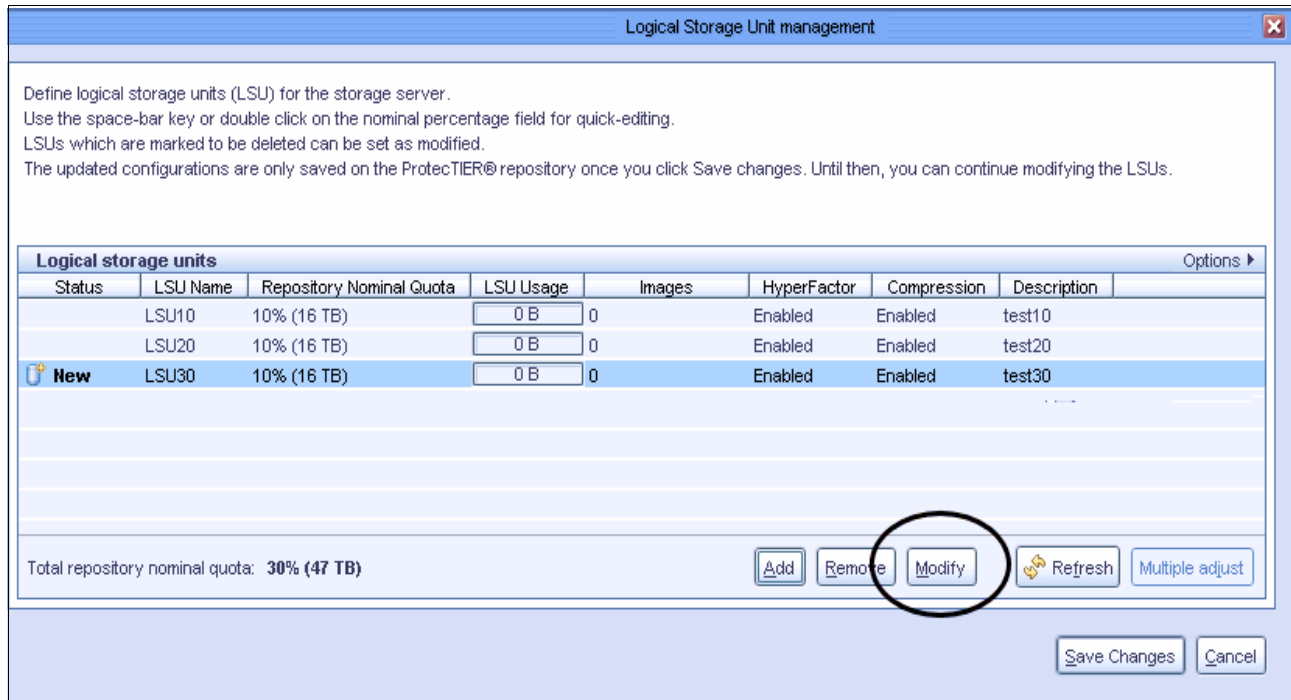 Logical Storage Unit management
Define logical storage units (LSU) for the storage server.
Use the space-bar key or double click on the nominal percentage field for quick-editing.
LSUs which are marked to be deleted can be set as modified.
The updated configurations are only saved on the ProtecTIER® repository once you click Save changes. Until then, you can continue modifying the LSUs.
Logical storage units Options
Status LSU Name Repository Nominal Quota LSU Usage Images HyperFactor Compression Description
LSU10 10% (16 TB) 0 B 0 Enabled Enabled test10
LSU20 10% (16 TB) 0 B 0 Enabled Enabled test20
New LSU30 10% (16 TB) 0 B 0 Enabled Enabled test30
Total repository nominal quota: 30% (47 TB) Add Remove Modify Refresh Multiple adjust
Save Changes Cancel